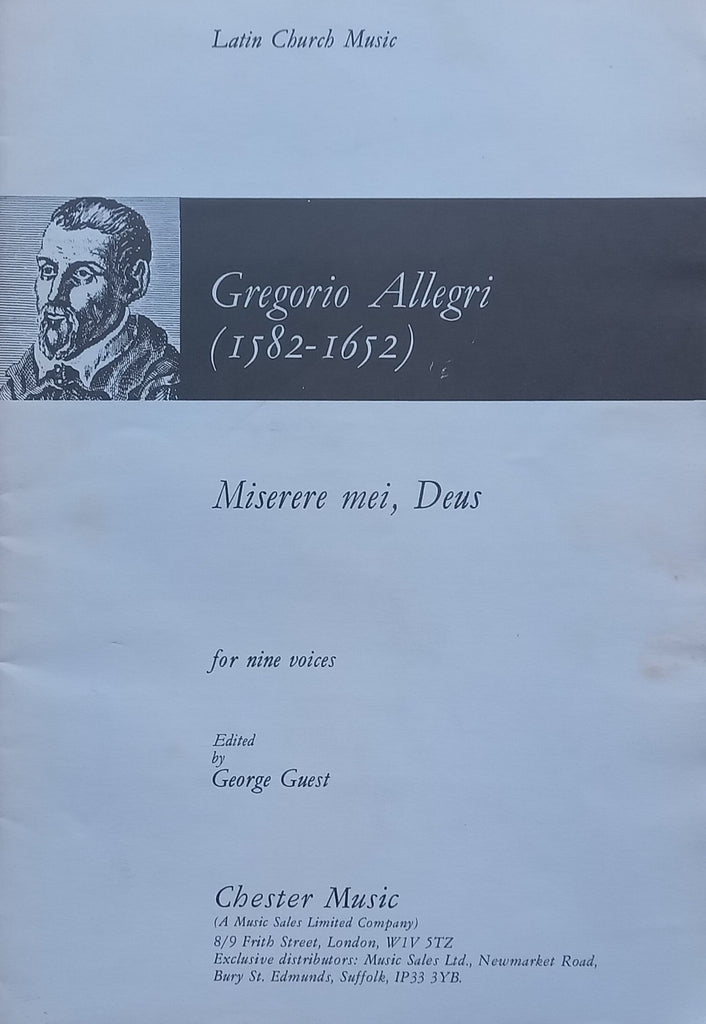 Latin Church Music
Gregorio Allegri
(1582-1652)
Miserere mei, Deus
for nine voices
Edited
by
George Guest
Chester Music
(A Music Sales Limited Company)
8/9 Frith Street, London, W1V 5TZ
Exclusive distributors: Music Sales Ltd., Newmarket Road,
Bury St. Edmunds, Suffolk, IP33 3YB.